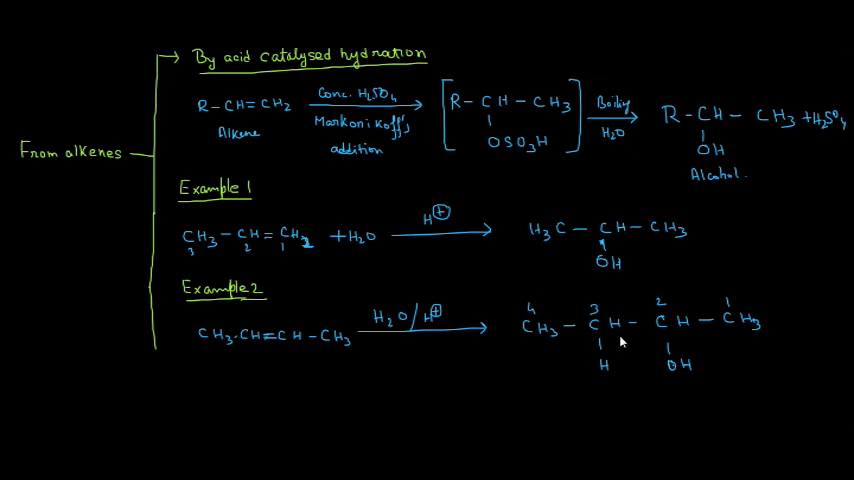 By acid catalysed hydration
R-CH=CH2 Conc. H2SO4 [R-CH-CH3 Boiling R-CH-CH3+H2SO4
Alkene Markonikoff's addition OSO3H] H2O OH
Alcohol.
From alkenes
Example 1
CH3-CH=CH2 +H2O H+ H3C-CH-CH3
3 2 1 OH
Example 2
4 3 2 1
CH3-CH=CH-CH3 H2O/H+ CH3-CH-CH-CH3
H OH